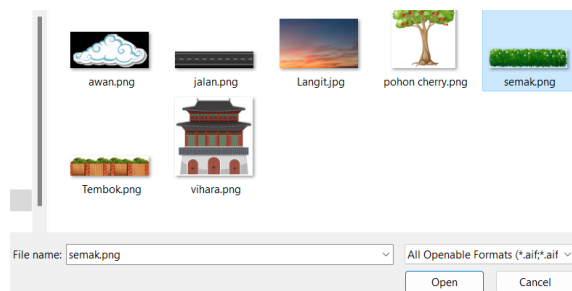 awan.png
jalan.png
Langit.jpg
pohon cherry.png
semak.png
Tembok.png
vihara.png
File name: semak.png
All Openable Formats (*.aif;*.aif
Open
Cancel